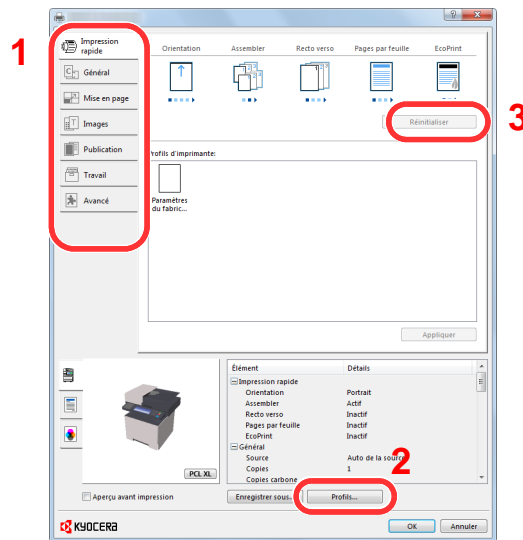 1
Impression
rapide
Général
Mise en page
Images
Publication
Travail
Avancé
Orientation
Assembler
Recto verso
Pages par feuille
EcoPrint
Réinitialiser
3
Profils d'imprimante:
Paramètres
du fabric...
Appliquer
PCL XL
Aperçu avant impression
Élément Détails
Impression rapide
Orientation Portrait
Assembler Actif
Recto verso Inactif
Pages par feuille Inactif
EcoPrint Inactif
Général
Source Auto de la source
Copies 1
Copies carbone
2
Enregistrer sous...
Profils...
KYOCERA
OK
Annuler